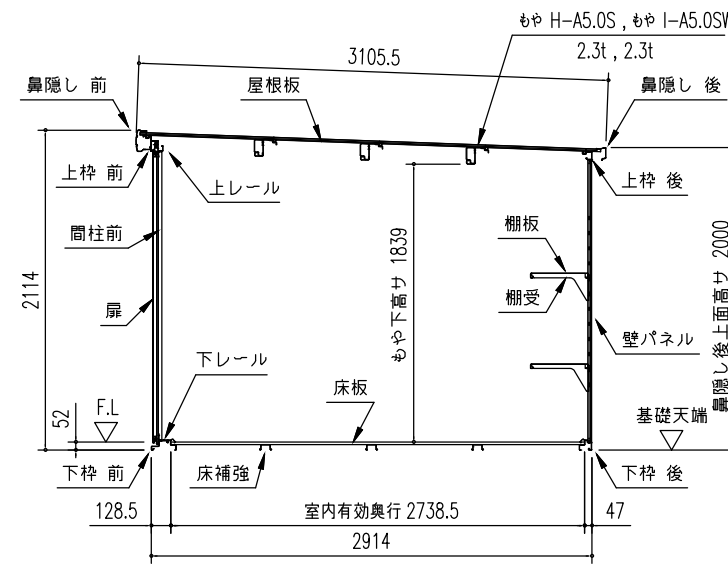 もや H-A5.0S , もや I-A5.0SW
2.3t , 2.3t
3105.5
鼻隠し 前
屋根板
鼻隠し 後
上枠 前
上レール
上枠 後
間柱前
棚板
もや下高サ 1839
鼻隠し後上面高サ 2000
2114
扉
棚受
壁パネル
下レール
床板
52
F.L
基礎天端
下枠 前
床補強
下枠 後
128.5
室内有効奥行 2738.5
47
2914